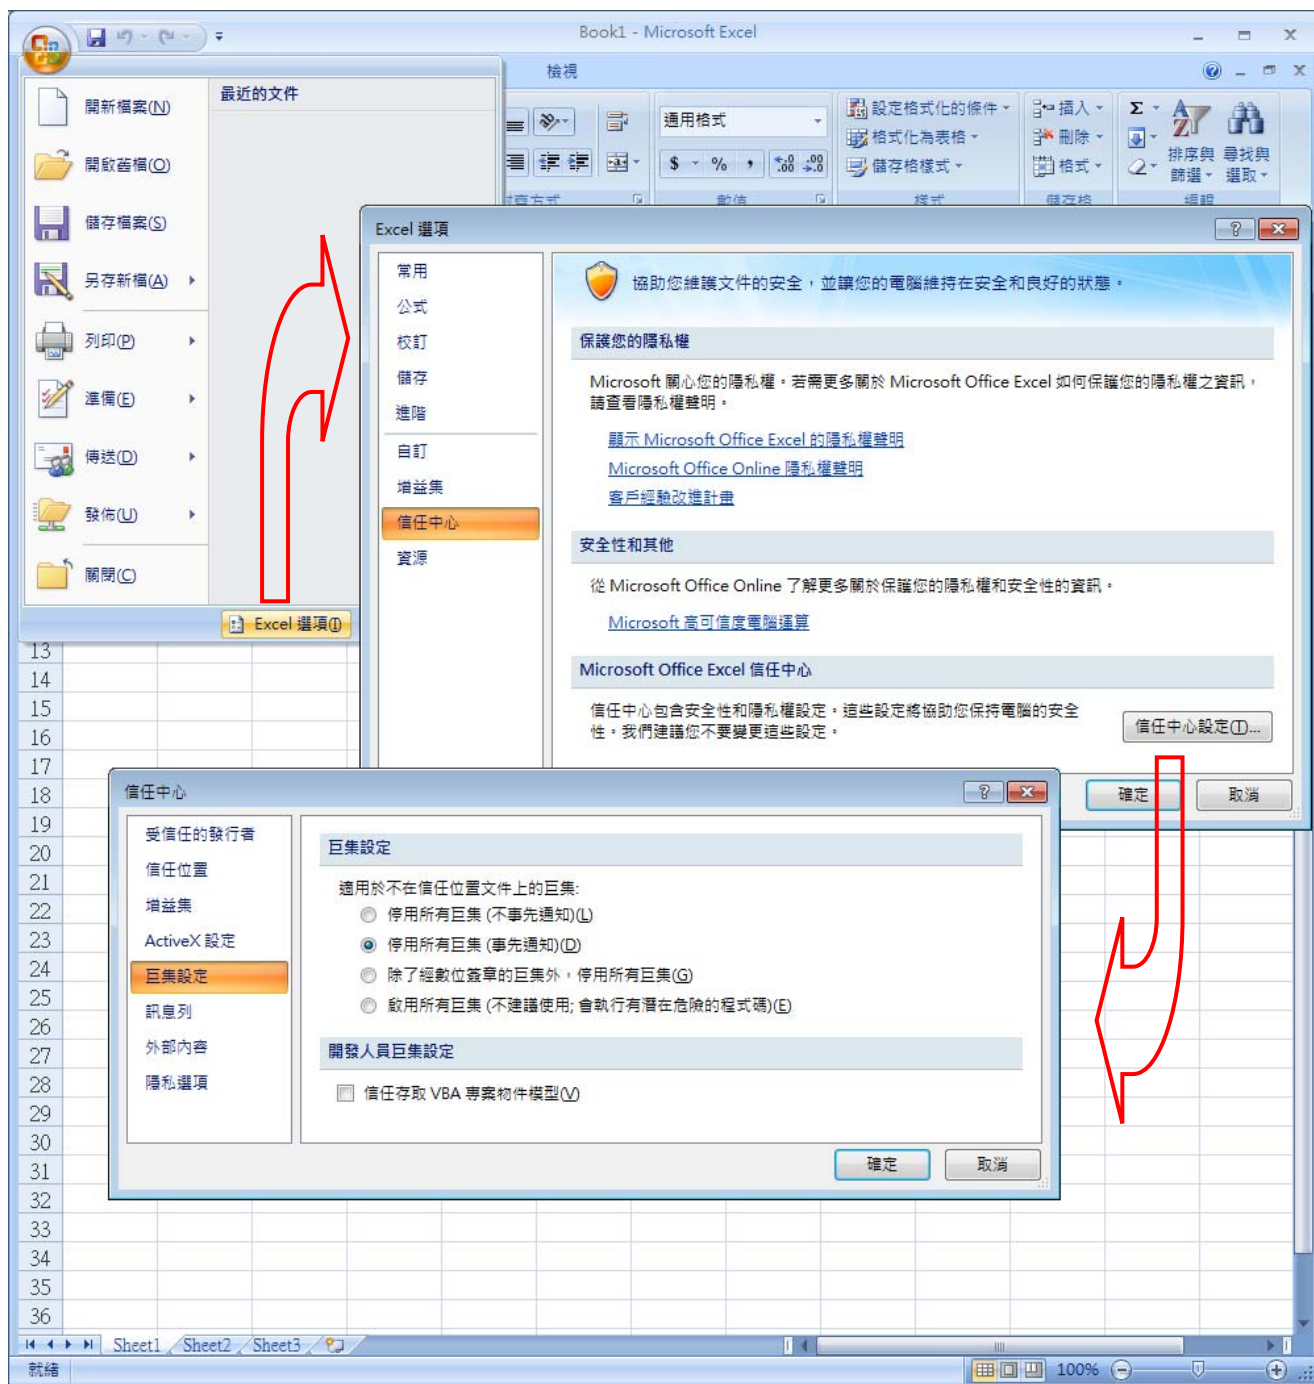 Book1 - Microsoft Excel
檢視
最近的文件
開新檔案(N)
開啟舊檔(O)
儲存檔案(S)
另存新檔(A)
列印(P)
準備(E)
傳送(D)
發佈(U)
關閉(C)
Excel 選項(I)
通用格式
$ % ,
設定格式化的條件
格式化為表格
儲存格樣式
插入
刪除
格式
Σ
排序與
篩選
尋找與
選取
對齊方式
數值
樣式
儲存格
編輯
Excel 選項
常用
公式
校訂
儲存
進階
自訂
增益集
信任中心
資源
協助您維護文件的安全，並讓您的電腦維持在安全和良好的狀態。
保護您的隱私權
Microsoft 關心您的隱私權。若需更多關於 Microsoft Office Excel 如何保護您的隱私權之資訊，
請查看隱私權聲明。
顯示 Microsoft Office Excel 的隱私權聲明
Microsoft Office Online 隱私權聲明
客戶經驗改進計畫
安全性和其他
從 Microsoft Office Online 了解更多關於保護您的隱私權和安全性的資訊。
Microsoft 高可信度電腦運算
Microsoft Office Excel 信任中心
信任中心包含安全性和隱私權設定。這些設定將協助您保持電腦的安全
性。我們建議您不要變更這些設定。
信任中心設定(T)...
確定
取消
13
14
15
16
17
18
19
20
21
22
23
24
25
26
27
28
29
30
31
32
33
34
35
36
信任中心
受信任的發行者
信任位置
增益集
ActiveX 設定
巨集設定
訊息列
外部內容
隱私選項
巨集設定
適用於不在信任位置文件上的巨集:
停用所有巨集 (不事先通知)(L)
停用所有巨集 (事先通知)(D)
除了經數位簽章的巨集外，停用所有巨集(G)
啟用所有巨集 (不建議使用; 會執行有潛在危險的程式碼)(E)
開發人員巨集設定
信任存取 VBA 專案物件模型(V)
確定
取消
Sheet1 Sheet2 Sheet3
就緒
100%